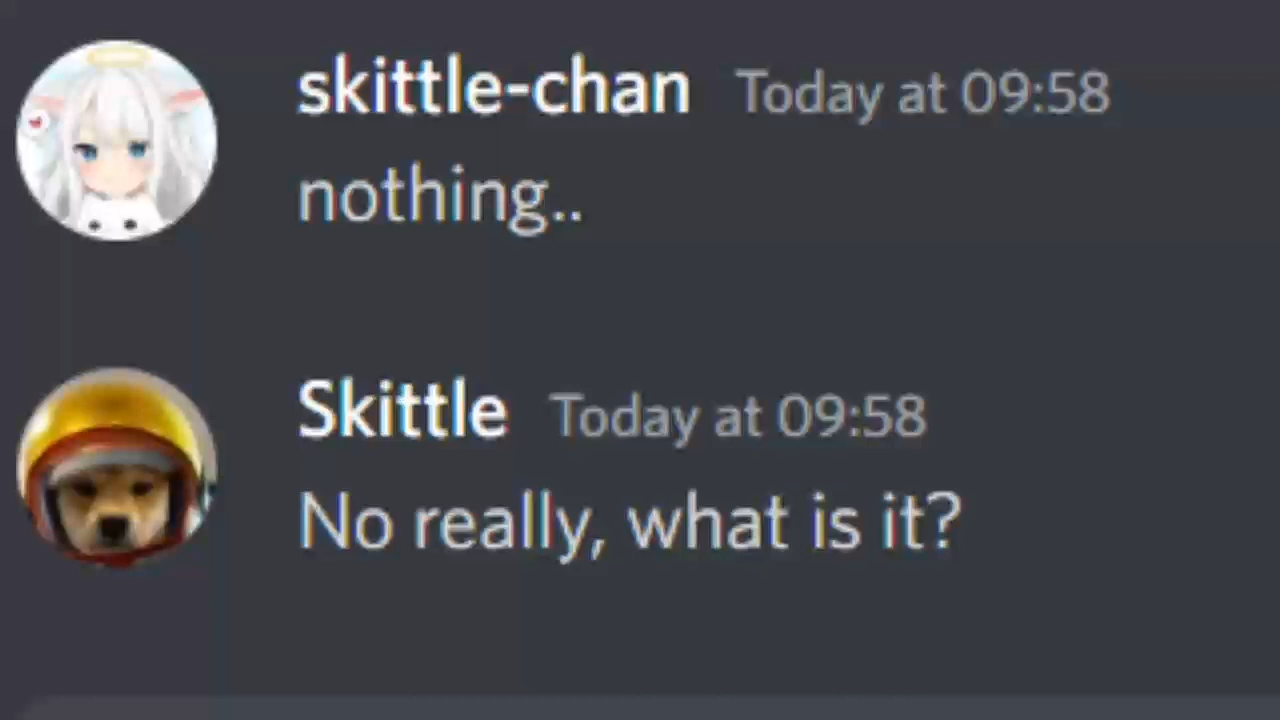 skittle-chan Today at 09:58
nothing..
Skittle Today at 09:58
No really, what is it?